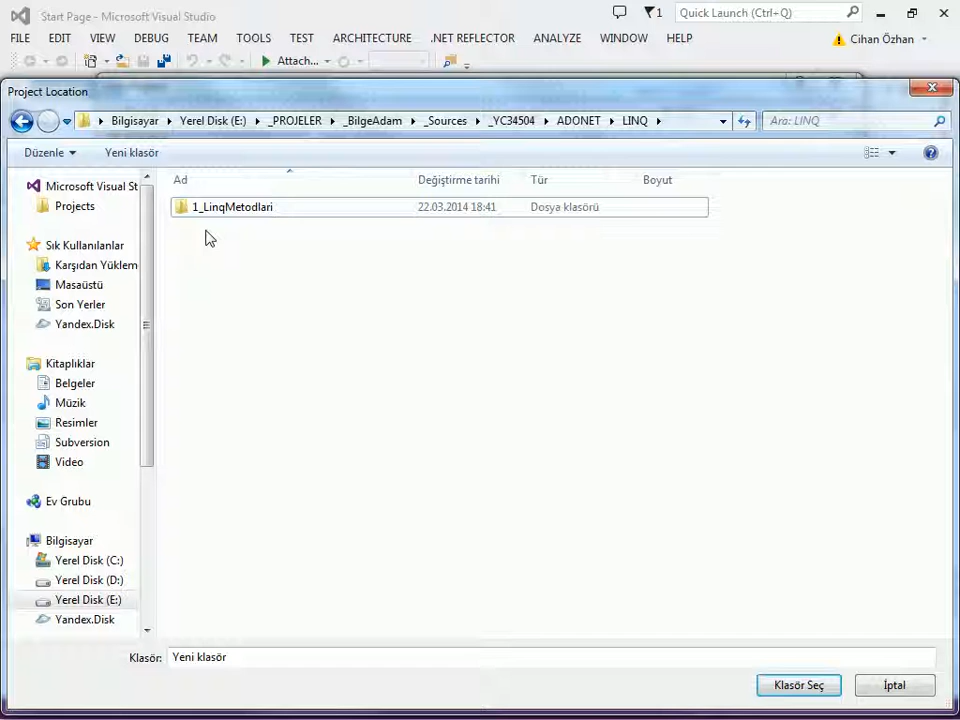 Start Page - Microsoft Visual Studio
1
Quick Launch (Ctrl+Q)
FILE EDIT VIEW DEBUG TEAM TOOLS TEST ARCHITECTURE .NET REFLECTOR ANALYZE WINDOW HELP
Cihan Özhan
Attach...
Project Location
Bilgisayar Yerel Disk (E:) _PROJELER _BilgeAdam _Sources _YC34504 ADONET LINQ
Ara: LINQ
Düzenle Yeni klasör
Ad Değiştirme tarihi Tür Boyut
1_LinqMetodlari 22.03.2014 18:41 Dosya klasörü
Microsoft Visual St
Projects
Sık Kullanılanlar
Karşıdan Yüklem
Masaüstü
Son Yerler
Yandex.Disk
Kitaplıklar
Belgeler
Müzik
Resimler
Subversion
Video
Ev Grubu
Bilgisayar
Yerel Disk (C:)
Yerel Disk (D:)
Yerel Disk (E:)
Yandex.Disk
Klasör: Yeni klasör
Klasör Seç İptal